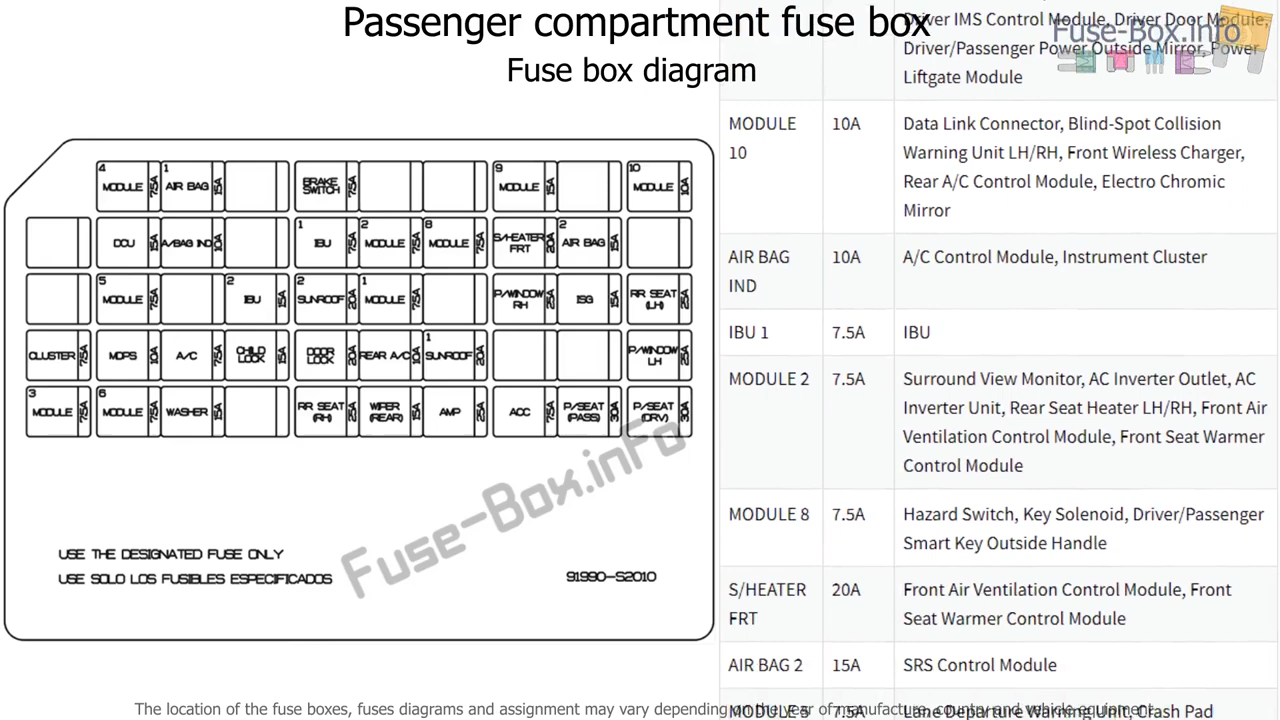 Passenger compartment fuse box
Fuse box diagram
Fuse-Box.info
4 MODULE 7.5A 1 AIR BAG 15A BRAKE SWITCH 7.5A 9 MODULE 15A 10 MODULE 10A
DCU 15A A/BAG IND 10A 1 IBU 7.5A 2 MODULE 7.5A 8 MODULE 7.5A S/HEATER FRT 20A 2 AIR BAG 15A
5 MODULE 7.5A 2 IBU 15A 2 SUNROOF 20A 1 MODULE 7.5A P/WINDOW RH 25A ISG 15A RR SEAT (LH) 25A
CLUSTER 7.5A MDPS 10A A/C 7.5A CHILD LOCK 15A DOOR LOCK 20A REAR A/C 10A 1 SUNROOF 20A P/WINDOW LH 25A
3 MODULE 7.5A 6 MODULE 7.5A WASHER 15A RR SEAT (RH) 25A WIPER (REAR) 15A AMP 25A ACC 7.5A P/SEAT (PASS) 30A P/SEAT (DRV) 30A
Fuse-Box.inFo
USE THE DESIGNATED FUSE ONLY
USE SOLO LOS FUSIBLES ESPECIFICADOS
91990-S2010
Driver IMS Control Module, Driver Door Module,
Driver/Passenger Power Outside Mirror, Power
Liftgate Module
MODULE 10A Data Link Connector, Blind-Spot Collision
10 Warning Unit LH/RH, Front Wireless Charger,
Rear A/C Control Module, Electro Chromic
Mirror
AIR BAG 10A A/C Control Module, Instrument Cluster
IND
IBU 1 7.5A IBU
MODULE 2 7.5A Surround View Monitor, AC Inverter Outlet, AC
Inverter Unit, Rear Seat Heater LH/RH, Front Air
Ventilation Control Module, Front Seat Warmer
Control Module
MODULE 8 7.5A Hazard Switch, Key Solenoid, Driver/Passenger
Smart Key Outside Handle
S/HEATER 20A Front Air Ventilation Control Module, Front
FRT Seat Warmer Control Module
AIR BAG 2 15A SRS Control Module
MODULE 5 7.5A Lane Departure Warning Unit, Crash Pad
The location of the fuse boxes, fuses diagrams and assignment may vary depending on the year of manufacture, country and vehicle equipment.